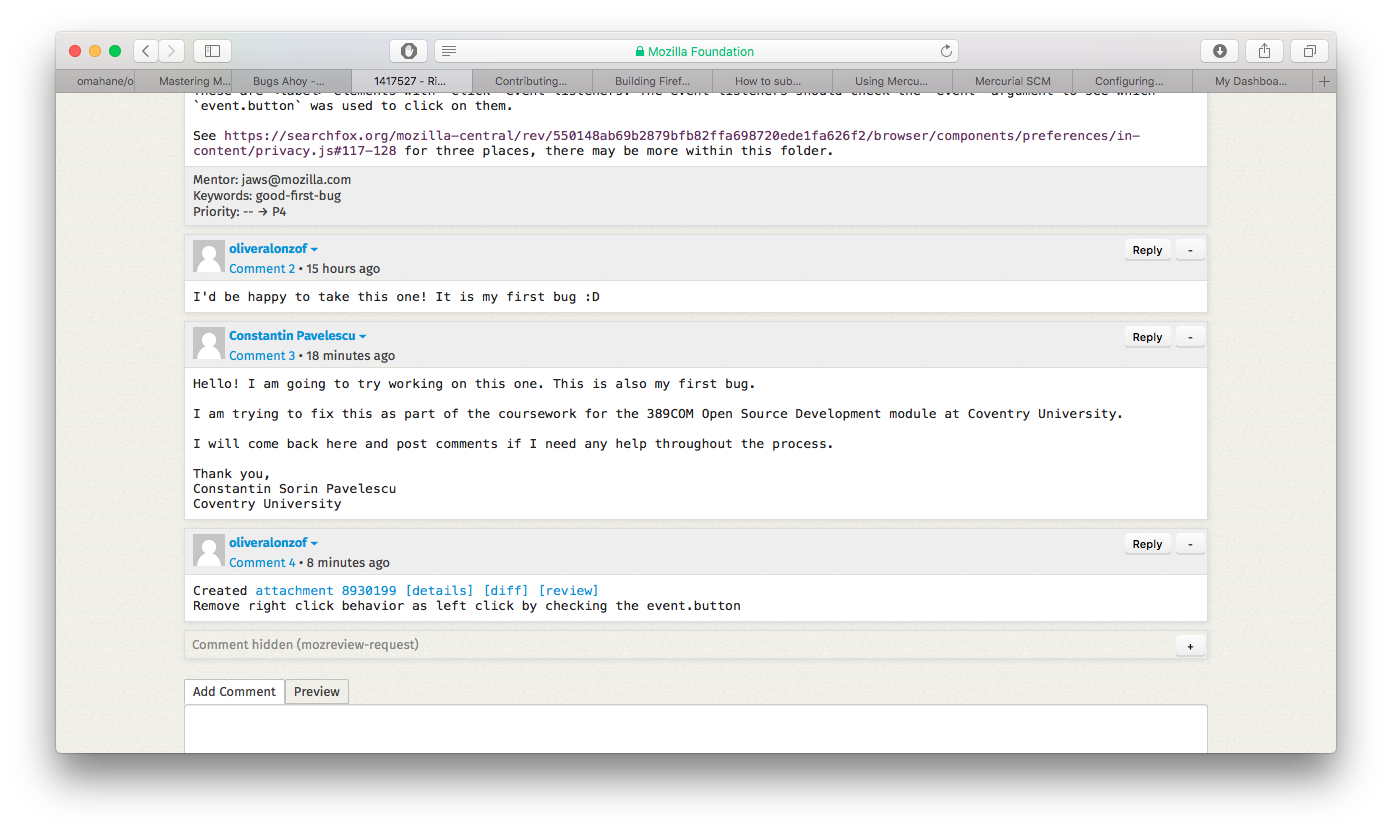 Mozilla Foundation
omahane/o
Mastering M...
Bugs Ahoy -...
1417527 - Ri...
Contributing...
Building Firef...
How to sub...
Using Mercu...
Mercurial SCM
Configuring...
My Dashboa...
`event.button` was used to click on them.
See https://searchfox.org/mozilla-central/rev/550148ab69b2879bfb82ffa698720ede1fa626f2/browser/components/preferences/in-
content/privacy.js#117-128 for three places, there may be more within this folder.
Mentor: jaws@mozilla.com
Keywords: good-first-bug
Priority: -- → P4
oliveralonzof
Reply
-
Comment 2 • 15 hours ago
I'd be happy to take this one! It is my first bug :D
Constantin Pavelescu
Reply
-
Comment 3 • 18 minutes ago
Hello! I am going to try working on this one. This is also my first bug.
I am trying to fix this as part of the coursework for the 389COM Open Source Development module at Coventry University.
I will come back here and post comments if I need any help throughout the process.
Thank you,
Constantin Sorin Pavelescu
Coventry University
oliveralonzof
Reply
-
Comment 4 • 8 minutes ago
Created attachment 8930199 [details] [diff] [review]
Remove right click behavior as left click by checking the event.button
Comment hidden (mozreview-request)
+
Add Comment
Preview